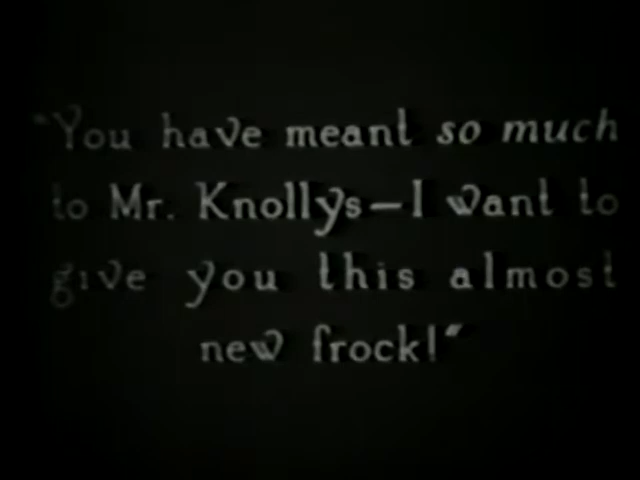 "You have meant so much
to Mr. Knollys—I want to
give you this almost
new frock!"